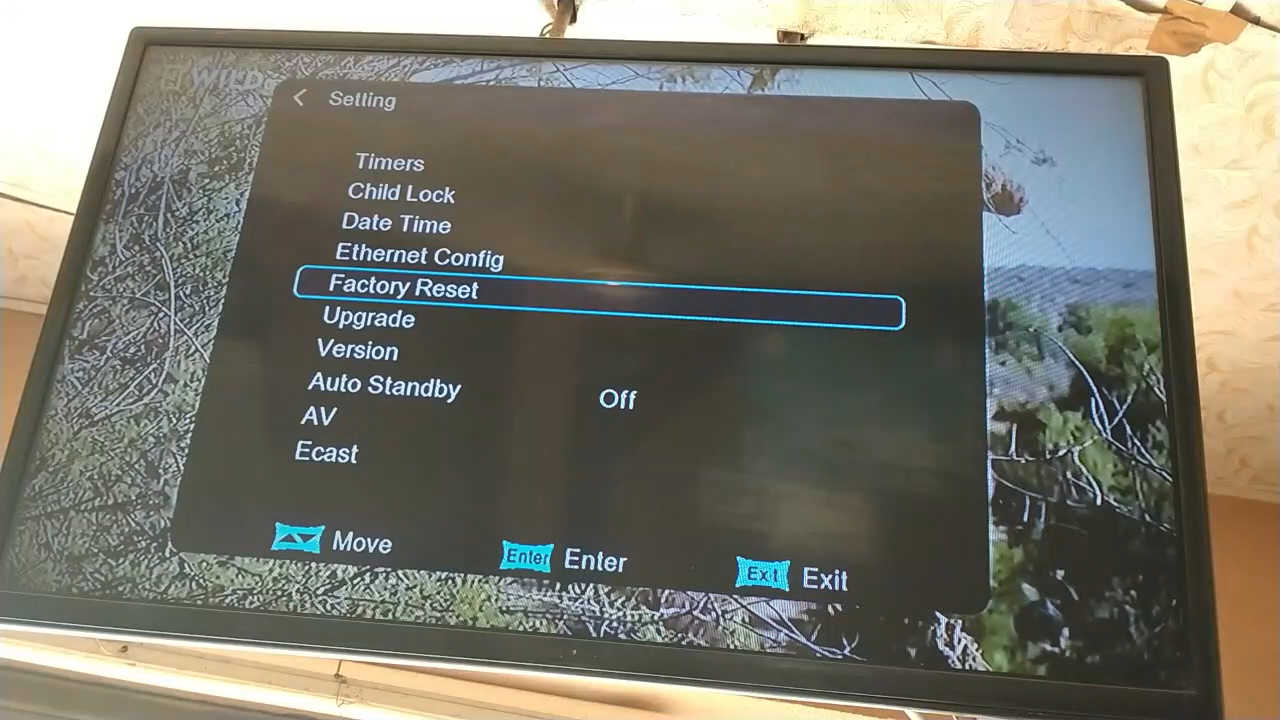 WILD
Setting
Timers
Child Lock
Date Time
Ethernet Config
Factory Reset
Upgrade
Version
Auto Standby Off
AV
Ecast
Move Enter Enter Exit Exit